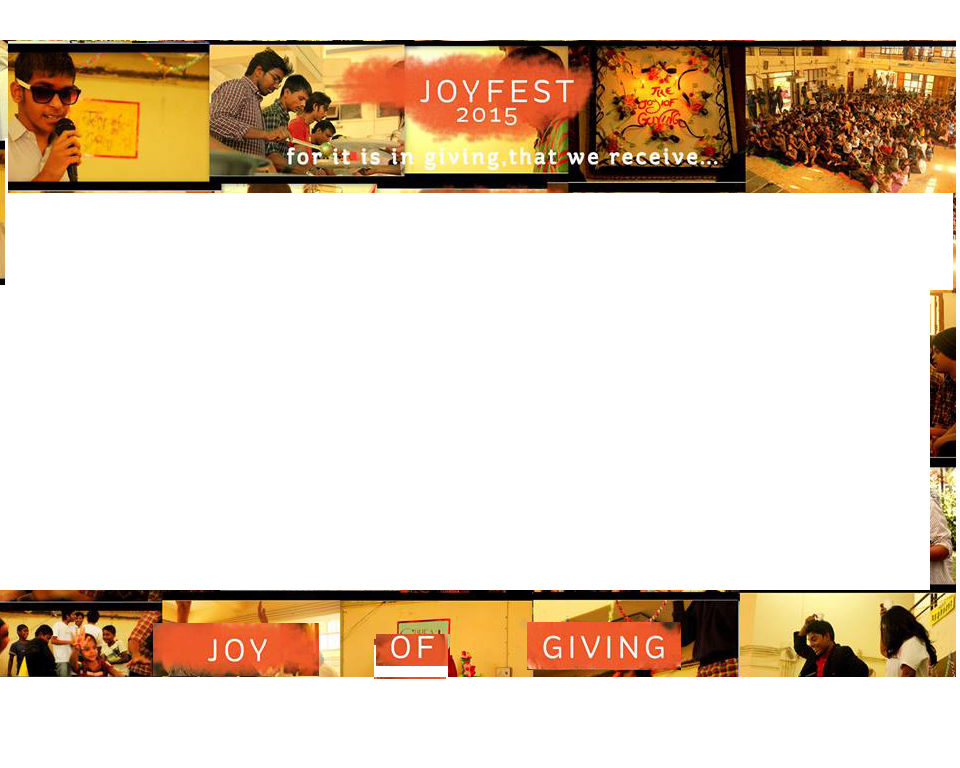 JOYFEST
2015
THE
JOY OF
GIVING
for it is in giving,that we receive...
JOY OF GIVING